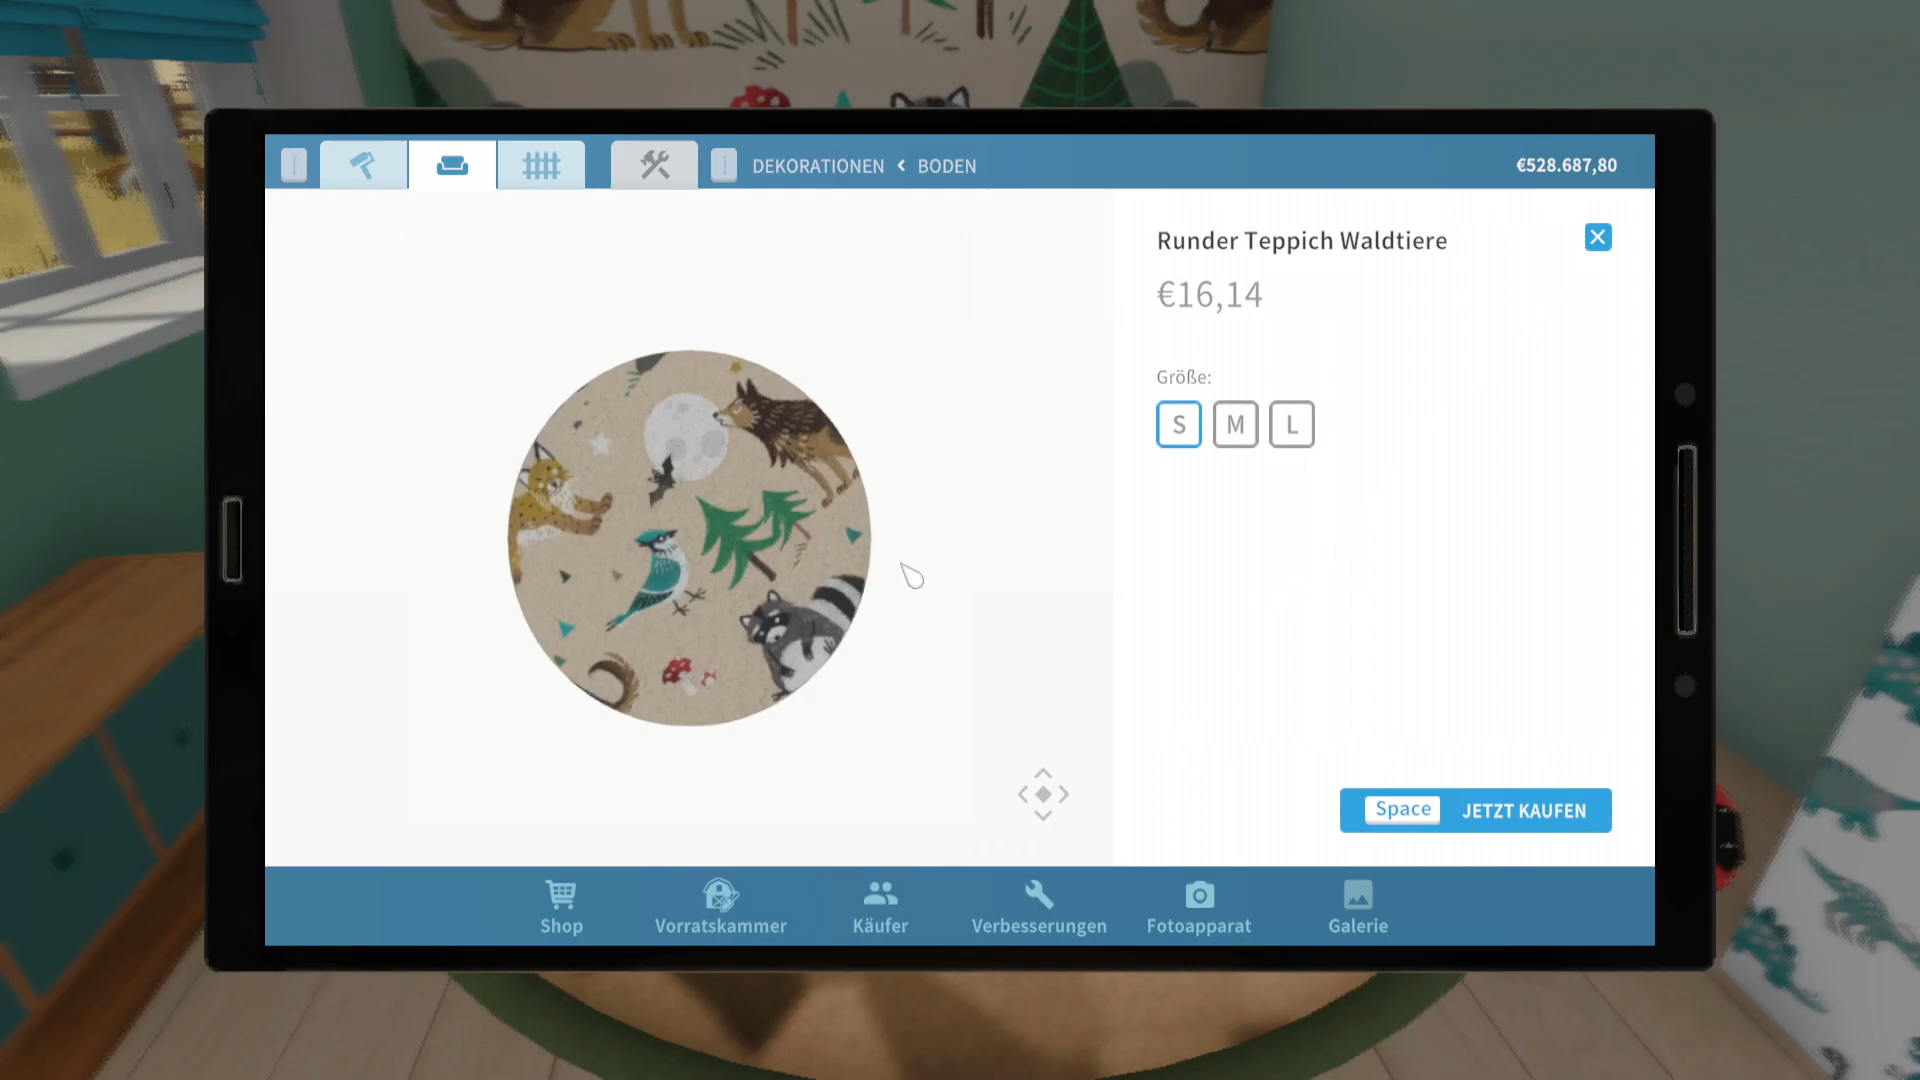 [
]
DEKORATIONEN < BODEN
€528.687,80
Runder Teppich Waldtiere
€16,14
Größe:
S M L
Space JETZT KAUFEN
Shop Vorratskammer Käufer Verbesserungen Fotoapparat Galerie